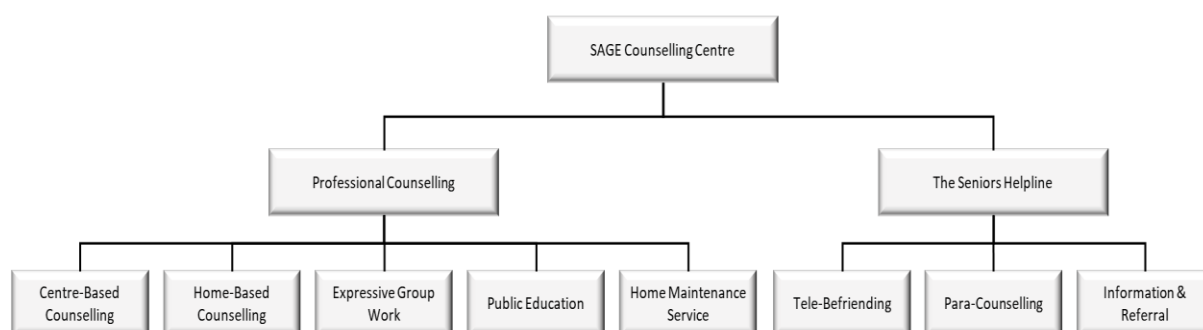 SAGE Counselling Centre
Professional Counselling
The Seniors Helpline
Centre-Based
Counselling
Home-Based
Counselling
Expressive Group
Work
Public Education
Home Maintenance
Service
Tele-Befriending
Para-Counselling
Information &
Referral